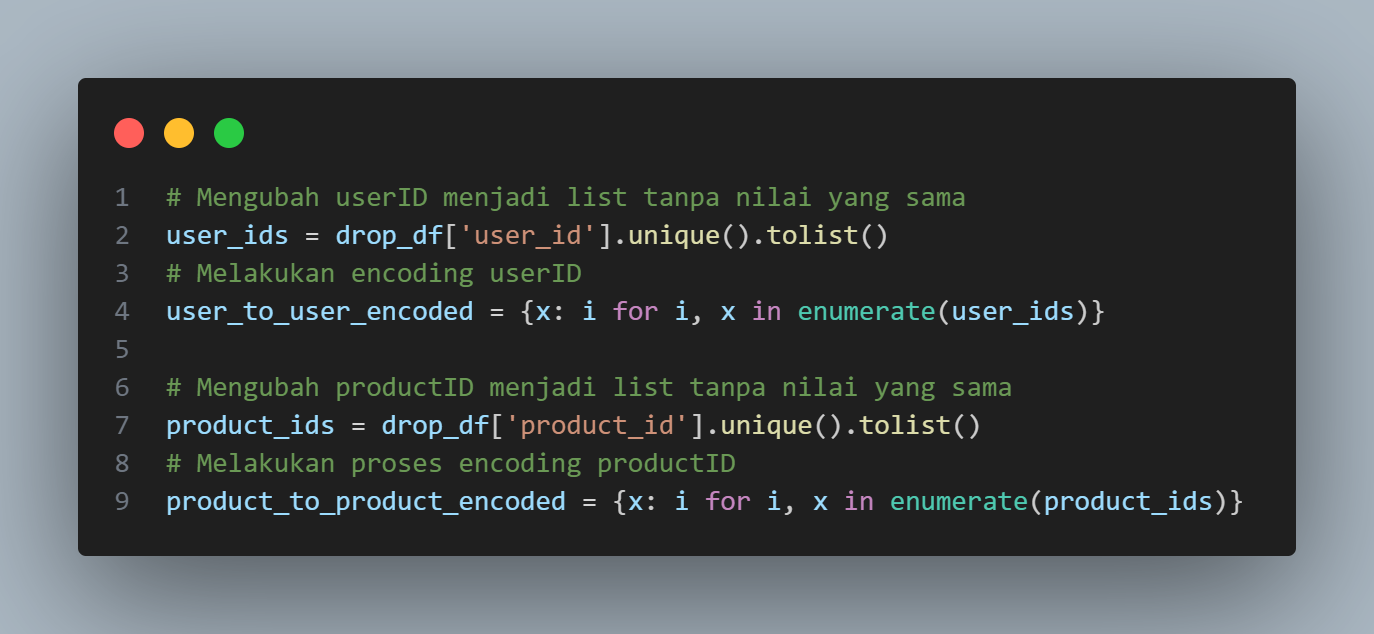 1 # Mengubah userID menjadi list tanpa nilai yang sama
2 user_ids = drop_df['user_id'].unique().tolist()
3 # Melakukan encoding userID
4 user_to_user_encoded = {x: i for i, x in enumerate(user_ids)}
5
6 # Mengubah productID menjadi list tanpa nilai yang sama
7 product_ids = drop_df['product_id'].unique().tolist()
8 # Melakukan proses encoding productID
9 product_to_product_encoded = {x: i for i, x in enumerate(product_ids)}